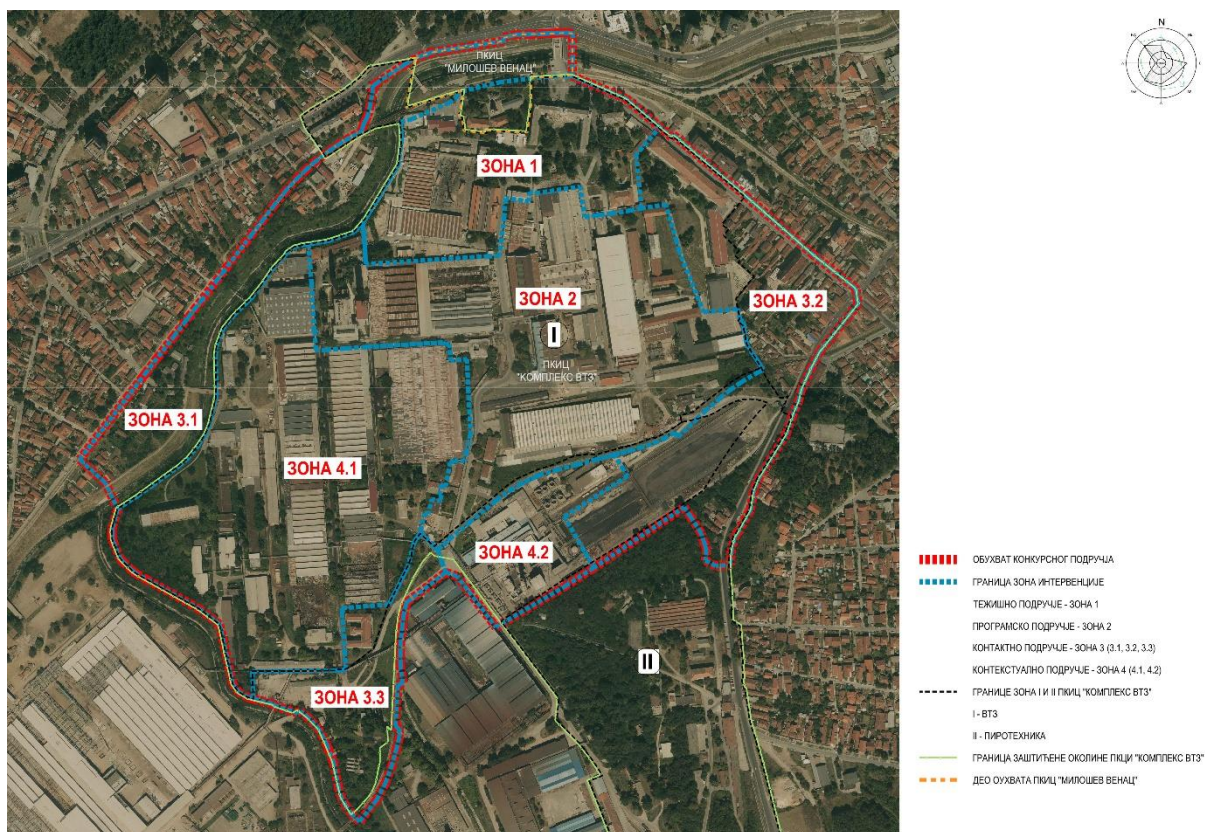 ПКИЦ
"МИЛОШЕВ ВЕНАЦ"
ЗОНА 1
ЗОНА 2
I
ПКИЦ
"КОМПЛЕКС ВТЗ"
ЗОНА 3.2
ЗОНА 3.1
ЗОНА 4.1
ЗОНА 4.2
II
ЗОНА 3.3
N
ОБУХВАТ КОНКУРСНОГ ПОДРУЧЈА
ГРАНИЦА ЗОНА ИНТЕРВЕНЦИЈЕ
ТЕЖИШНО ПОДРУЧЈЕ - ЗОНА 1
ПРОГРАМСКО ПОДРУЧЈЕ - ЗОНА 2
КОНТАКТНО ПОДРУЧЈЕ - ЗОНА 3 (3.1, 3.2, 3.3)
КОНТЕКСТУАЛНО ПОДРУЧЈЕ - ЗОНА 4 (4.1, 4.2)
ГРАНИЦЕ ЗОНА I И II ПКИЦ "КОМПЛЕКС ВТЗ"
I - ВТЗ
II - ПИРОТЕХНИКА
ГРАНИЦА ЗАШТИЋЕНЕ ОКОЛИНЕ ПКЦИ "КОМПЛЕКС ВТЗ"
ДЕО ОУХВАТА ПКИЦ "МИЛОШЕВ ВЕНАЦ"